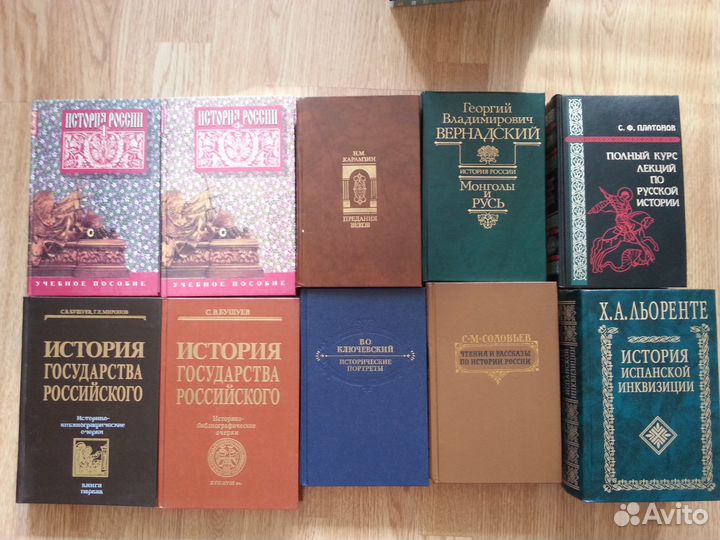 ИСТОРИЯ РОССИИ
УЧЕБНОЕ ПОСОБИЕ
ИСТОРИЯ РОССИИ
УЧЕБНОЕ ПОСОБИЕ
Н.М.
КАРАМЗИН
ПРЕДАНИЯ
ВЕКОВ
Георгий
Владимирович
ВЕРНАДСКИЙ
ИСТОРИЯ РОССИИ
Монголы
и Русь
С. Ф. ПЛАТОНОВ
ПОЛНЫЙ КУРС
ЛЕКЦИЙ ПО
РУССКОЙ
ИСТОРИИ
С.В.БУШУЕВ, Г.Е.МИРОНОВ
ИСТОРИЯ
ГОСУДАРСТВА
РОССИЙСКОГО
Историко-
библиографические
очерки
книга
первая
С.В.БУШУЕВ
ИСТОРИЯ
ГОСУДАРСТВА
РОССИЙСКОГО
Историко-
библиографические
очерки
В.О.
КЛЮЧЕВСКИЙ
ИСТОРИЧЕСКИЕ
ПОРТРЕТЫ
С·М·СОЛОВЬЕВ
ЧТЕНИЯ И РАССКАЗЫ
ПО ИСТОРИИ РОССИИ
Х.А.ЛЬОРЕНТЕ
ИСТОРИЯ
ИСПАНСКОЙ
ИНКВИЗИЦИИ
Avito